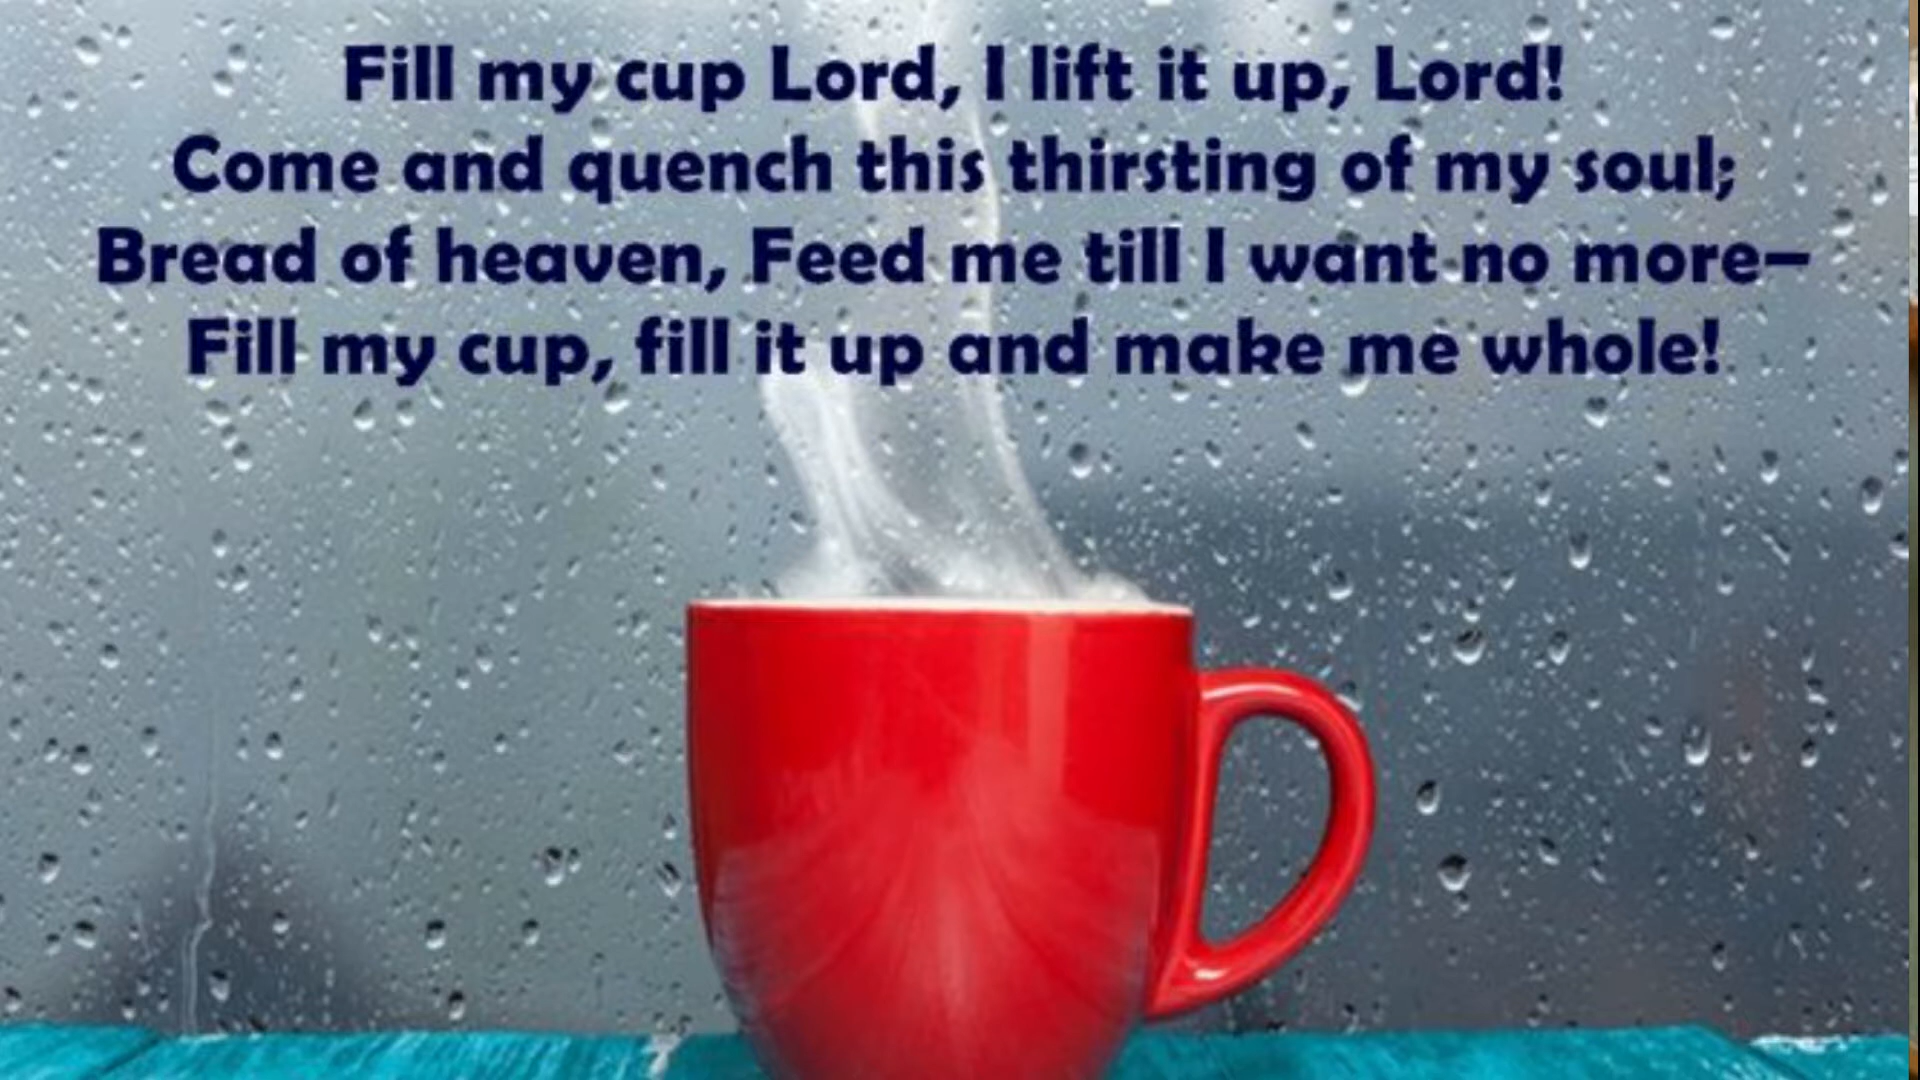 Fill my cup Lord, I lift it up, Lord!
Come and quench this thirsting of my soul;
Bread of heaven, Feed me till I want no more—
Fill my cup, fill it up and make me whole!